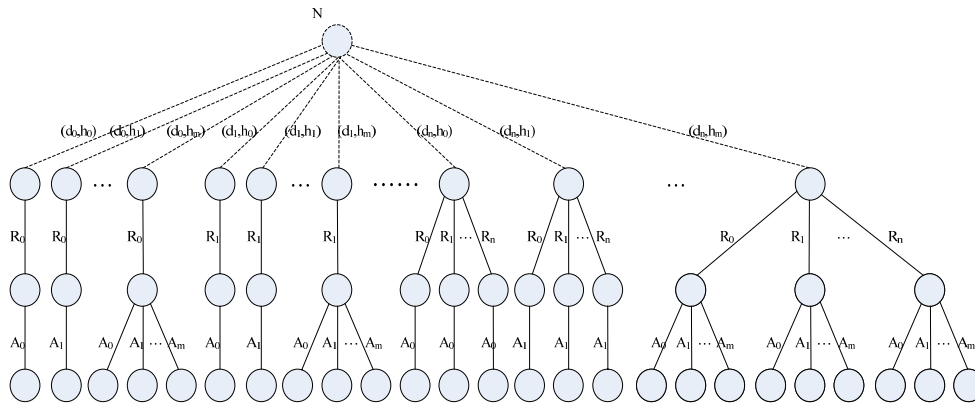 N
(d₀,h₀) (d₀,h₁) (d₀,hₘ) (d₁,h₀) (d₁,h₁) (d₁,hₘ) (dₙ,h₀) (dₙ,h₁) (dₙ,hₘ)
... ... ...... ...
R₀ R₀ R₀ R₁ R₁ R₁ R₀ R₁ ... Rₙ R₀ R₁ ... Rₙ R₀ R₁ ... Rₙ
A₀ A₁ A₀ A₁ ... Aₘ A₀ A₁ A₀ A₁ ... Aₘ A₀ A₀ A₀ A₁ A₁ A₁ A₀ A₁ ... Aₘ A₀ A₁ ... Aₘ A₀ A₁ ... Aₘ